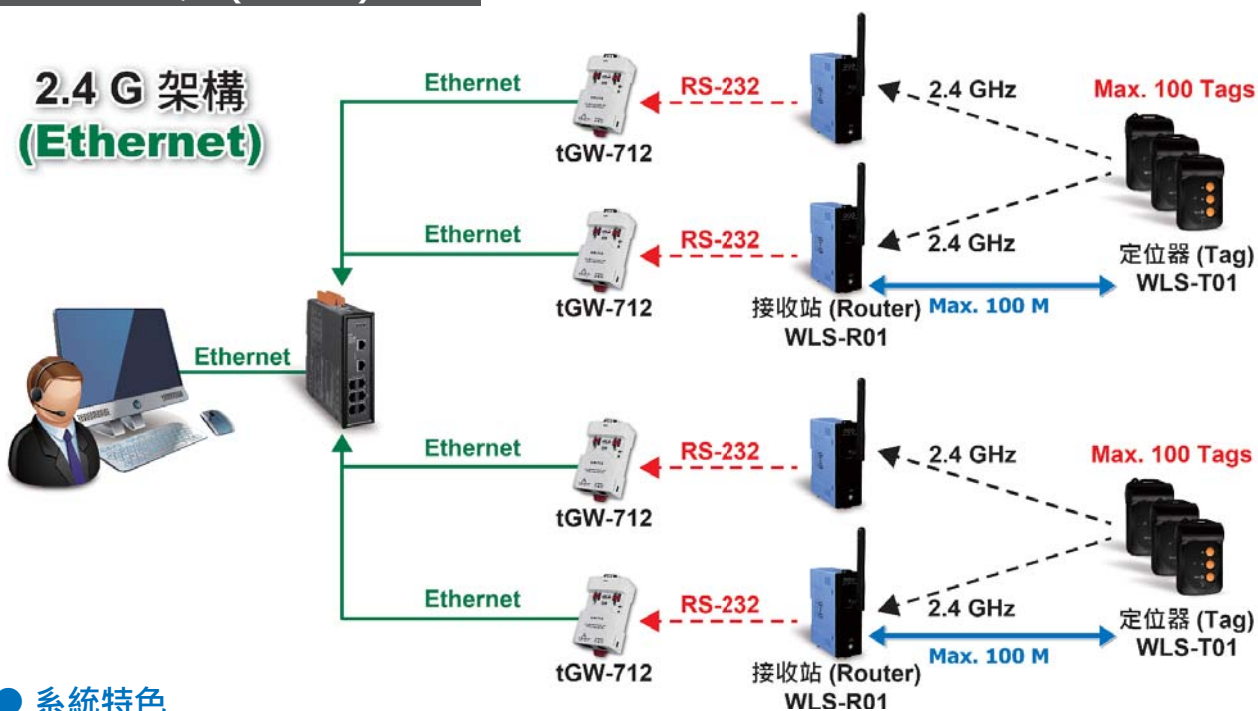 2.4 G 架構
(Ethernet)
Ethernet
RS-232
2.4 GHz
Max. 100 Tags
tGW-712
Ethernet
RS-232
2.4 GHz
定位器 (Tag)
WLS-T01
tGW-712
接收站 (Router)
WLS-R01
Max. 100 M
Ethernet
Ethernet
RS-232
2.4 GHz
Max. 100 Tags
tGW-712
Ethernet
RS-232
2.4 GHz
定位器 (Tag)
WLS-T01
tGW-712
接收站 (Router)
WLS-R01
Max. 100 M
系統特色